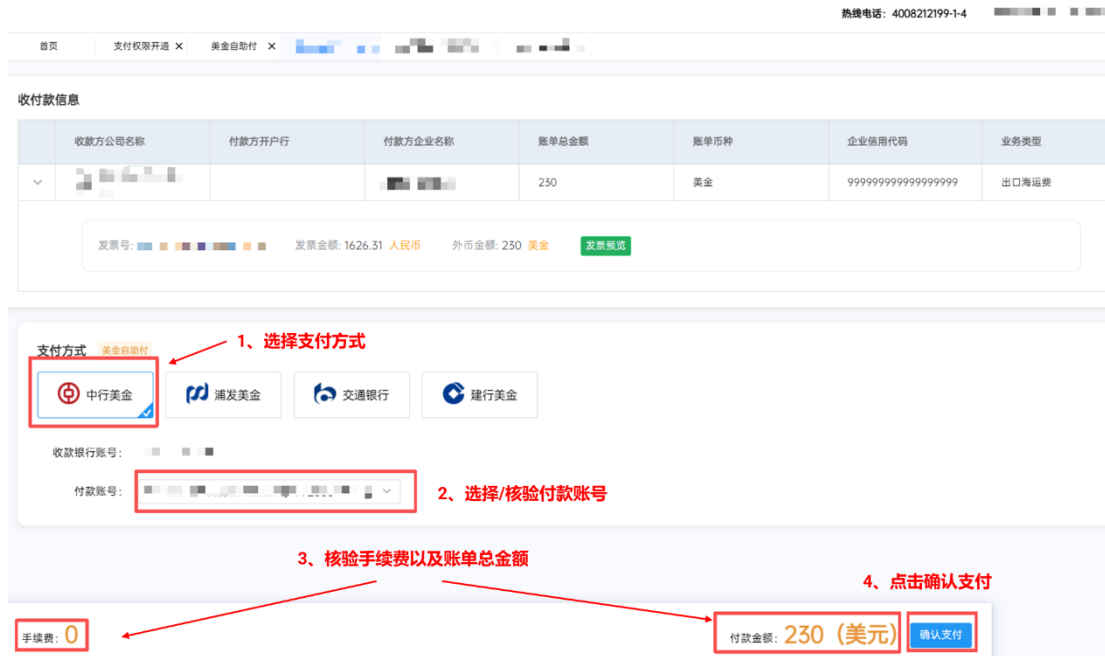 热线电话：4008212199-1-4
首页 支付权限开通 × 美金自助付 ×
收付款信息
收款方公司名称 付款方开户行 付款方企业名称 账单总金额 账单币种 企业信用代码 业务类型
230 美金 999999999999999999 出口海运费
发票号: 发票金额: 1626.31 人民币 外币金额: 230 美金 发票预览
1、选择支付方式
支付方式 美金自助付
中行美金 浦发美金 交通银行 建行美金
收款银行账号：
付款账号：
2、选择/核验付款账号
3、核验手续费以及账单总金额
4、点击确认支付
手续费：0 付款金额：230（美元） 确认支付